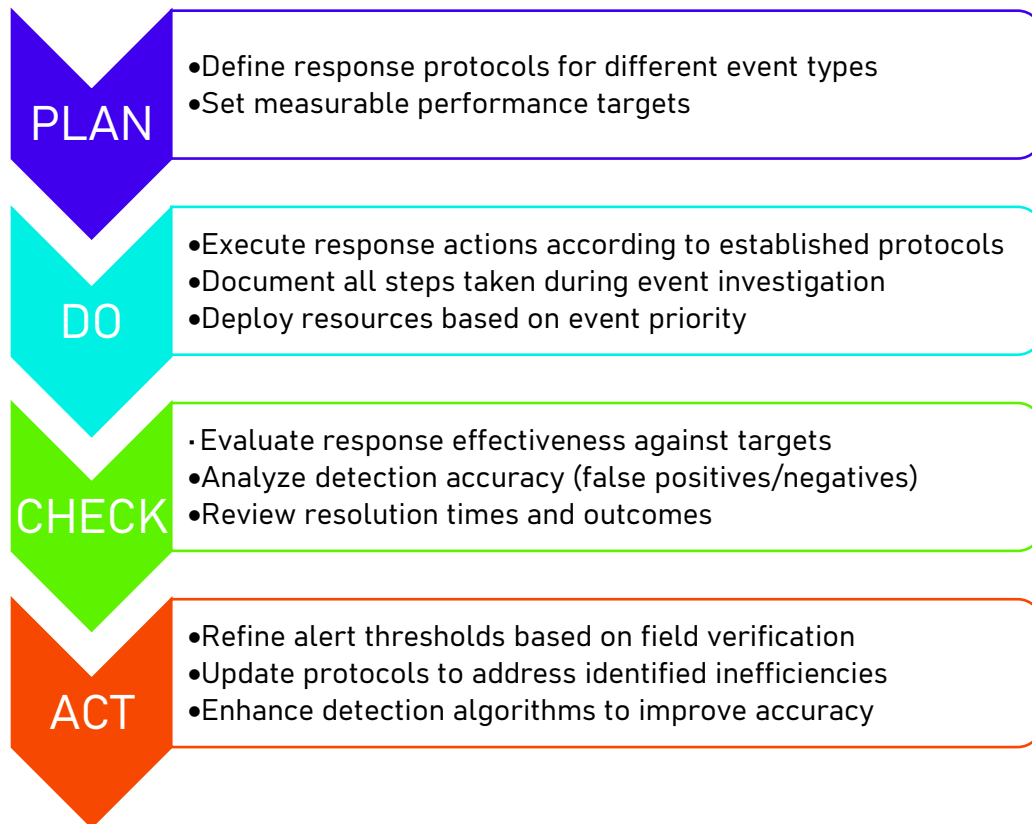 PLAN
•Define response protocols for different event types
•Set measurable performance targets
DO
•Execute response actions according to established protocols
•Document all steps taken during event investigation
•Deploy resources based on event priority
CHECK
· Evaluate response effectiveness against targets
•Analyze detection accuracy (false positives/negatives)
•Review resolution times and outcomes
ACT
•Refine alert thresholds based on field verification
•Update protocols to address identified inefficiencies
•Enhance detection algorithms to improve accuracy